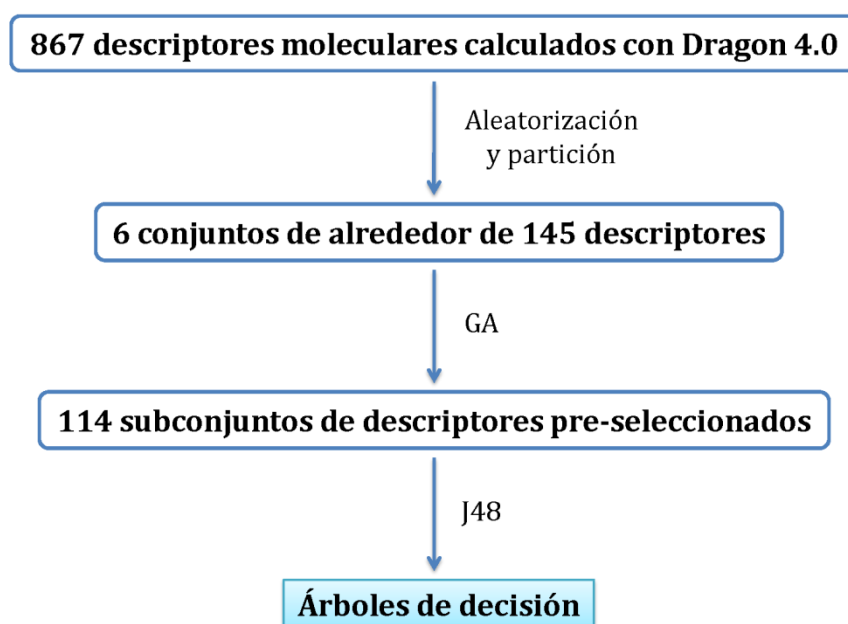 867 descriptores moleculares calculados con Dragon 4.0
Aleatorización
y partición
6 conjuntos de alrededor de 145 descriptores
GA
114 subconjuntos de descriptores pre-seleccionados
J48
Árboles de decisión